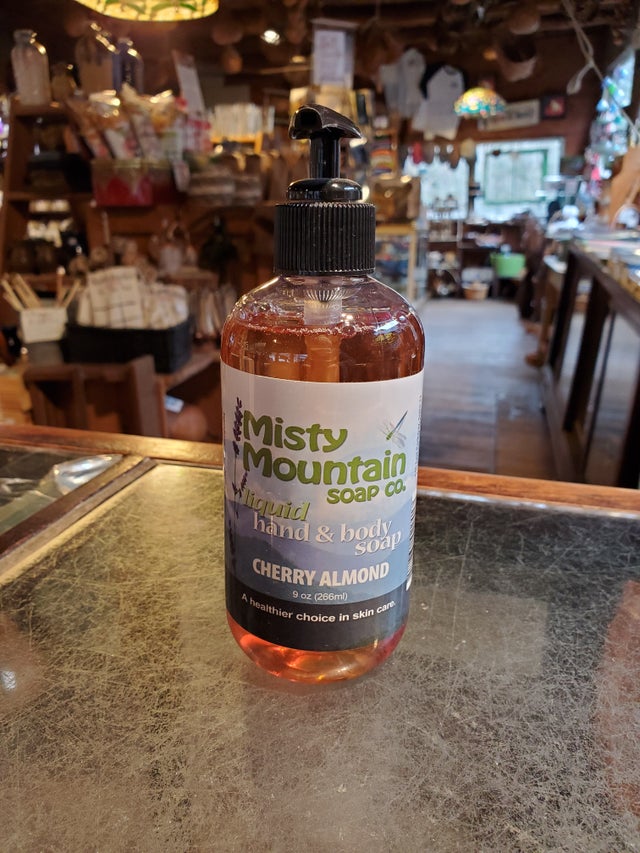 Misty
Mountain
SOAP CO.
liquid
hand & body
soap
CHERRY ALMOND
9 oz (266ml)
A healthier choice in skin care.